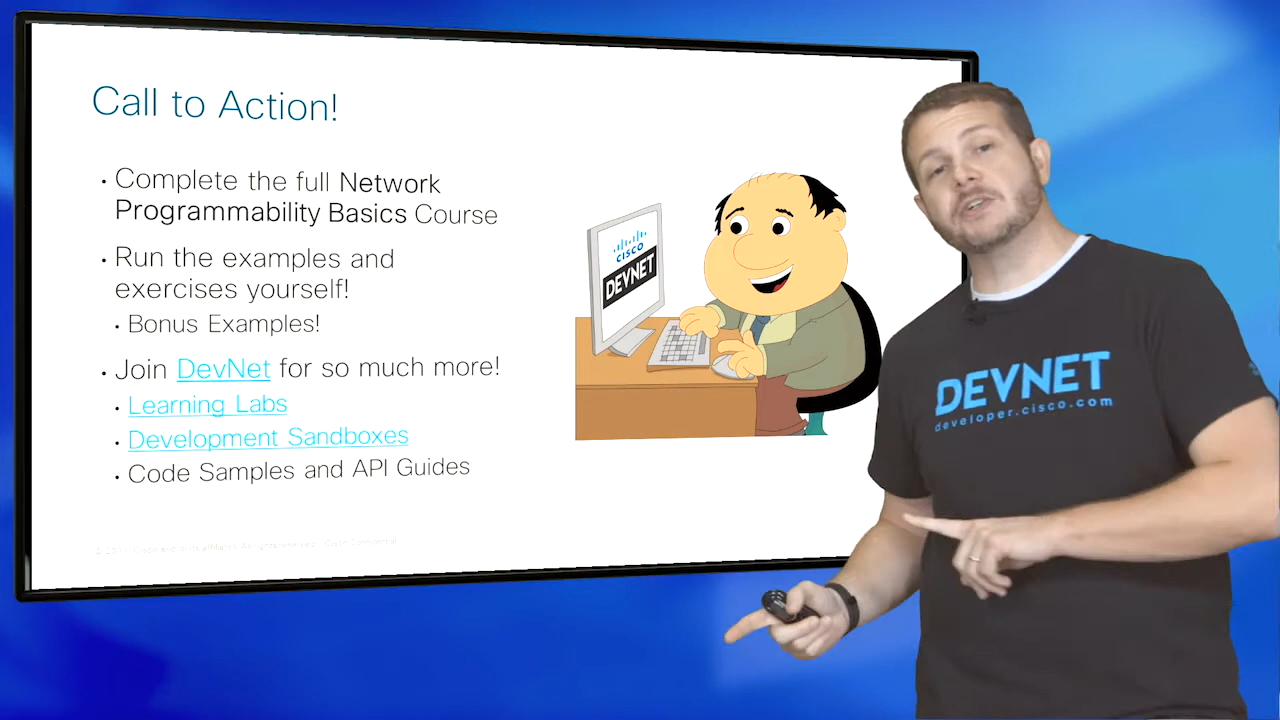 Call to Action!
• Complete the full Network
Programmability Basics Course
• Run the examples and
exercises yourself!
• Bonus Examples!
• Join DevNet for so much more!
• Learning Labs
• Development Sandboxes
• Code Samples and API Guides
CISCO
DEVNET
DEVNET
developer.cisco.com